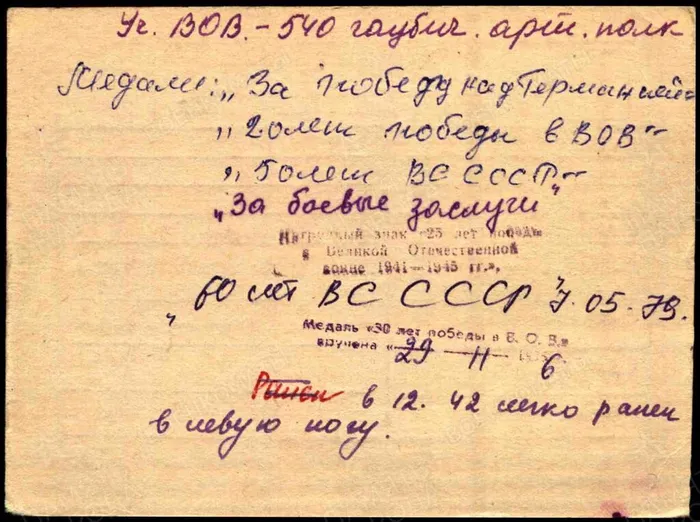 Уч. ВОВ. – 540 гаубич. арт. полк
Медали: „За победу над Германией“
„20 лет победы в ВОВ“
„50 лет ВС СССР“
„За боевые заслуги“
Нагрудный знак «25 лет победы
в Великой Отечественной
войне 1941—1945 гг.»,
„60 лет ВС СССР“ 7.05.79.
Медаль «30 лет победы в В. О. В.»
вручена « 29 – 11 – 6
Ранен в 12. 42 легко ранен
в левую ногу.